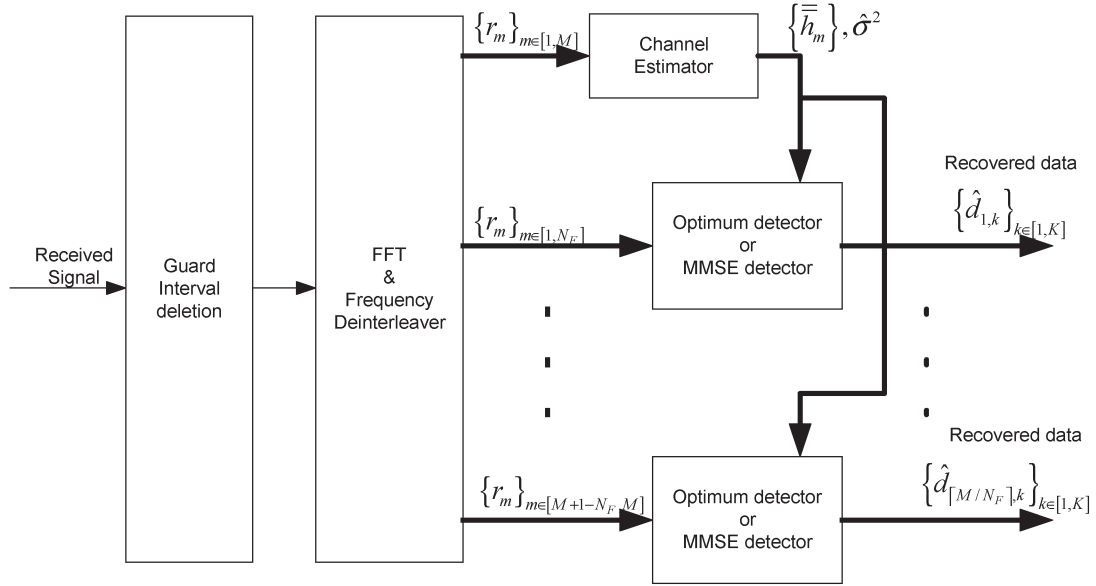 Received
Signal
Guard
Interval
deletion
FFT
&
Frequency
Deinterleaver
{r_m}_{m∈[1,M]}
Channel
Estimator
{h̿_m}, σ̂²
{r_m}_{m∈[1,N_F]}
Optimum detector
or
MMSE detector
Recovered data
{d̂_{1,k}}_{k∈[1,K]}
{r_m}_{m∈[M+1−N_F,M]}
Optimum detector
or
MMSE detector
Recovered data
{d̂_{⌈M/N_F⌉,k}}_{k∈[1,K]}